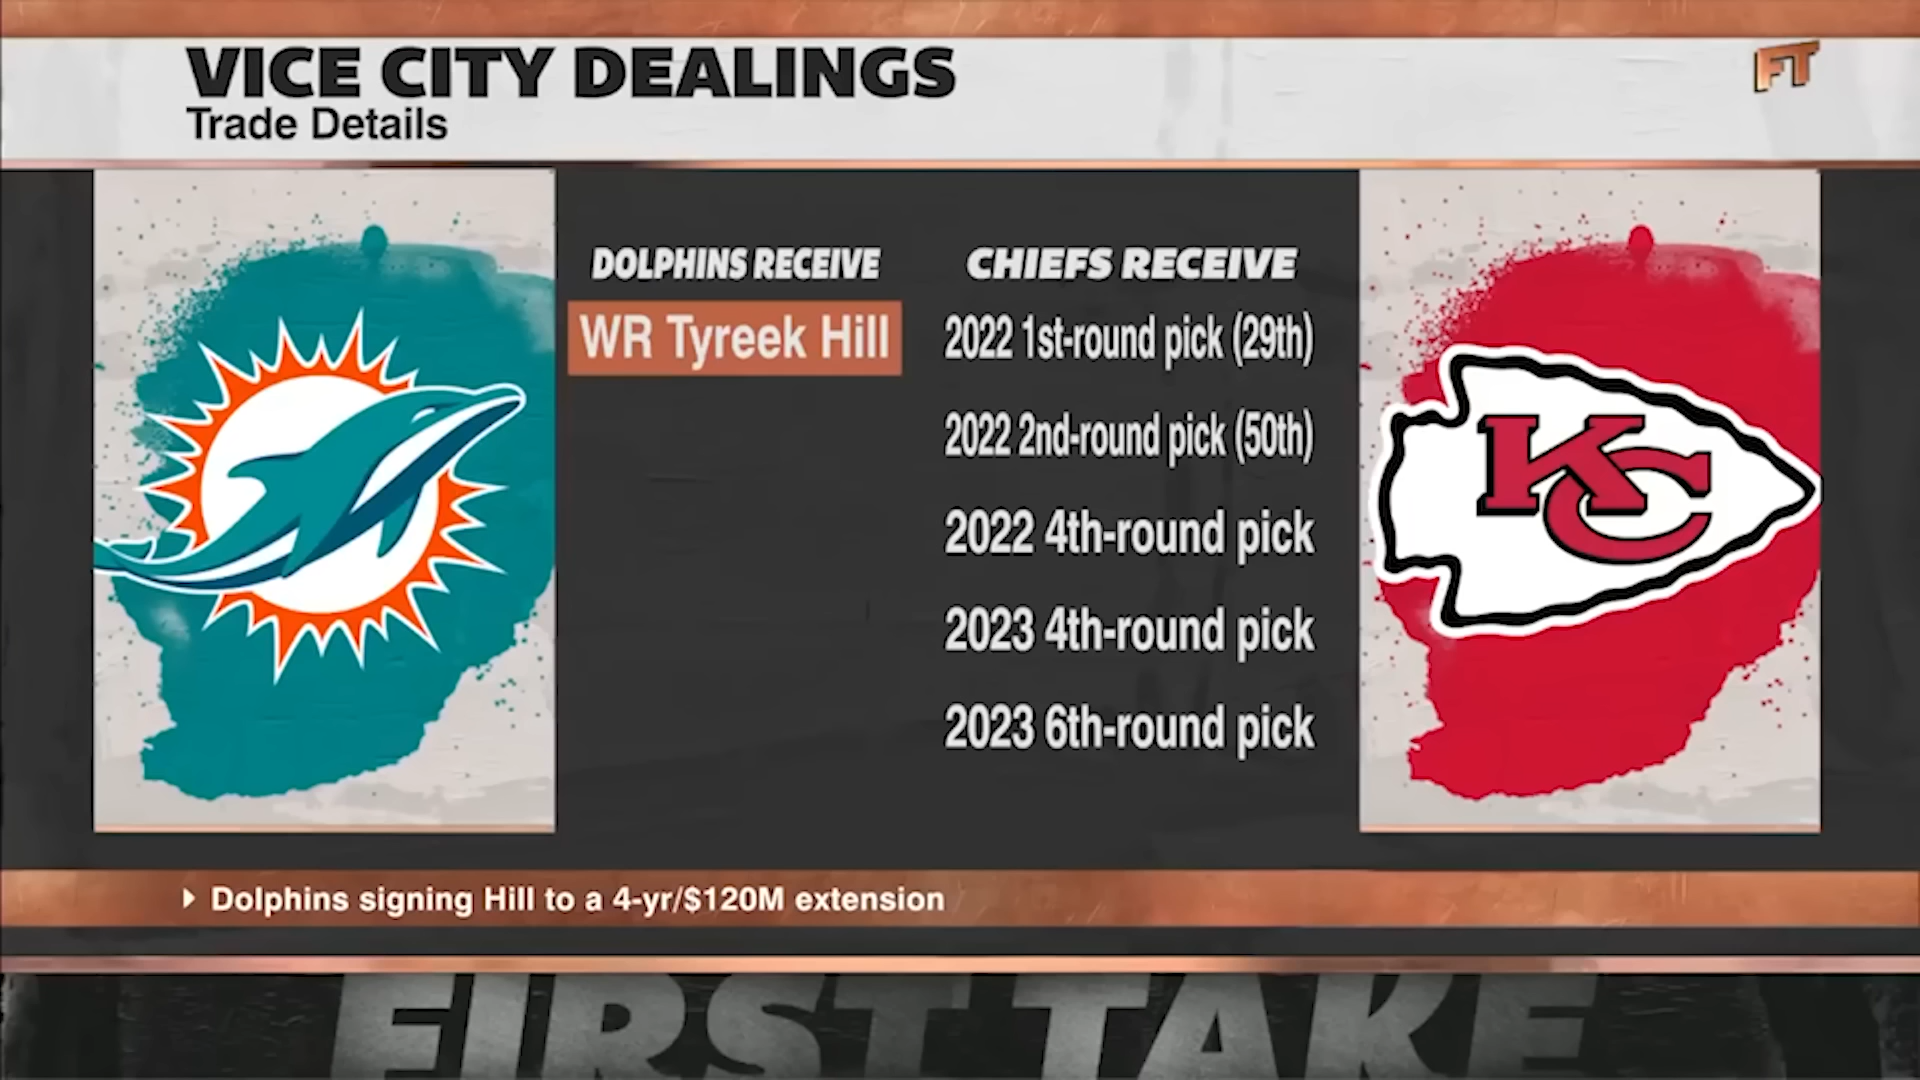 VICE CITY DEALINGS
FT
Trade Details
DOLPHINS RECEIVE
WR Tyreek Hill
CHIEFS RECEIVE
2022 1st-round pick (29th)
2022 2nd-round pick (50th)
2022 4th-round pick
2023 4th-round pick
2023 6th-round pick
KC
Dolphins signing Hill to a 4-yr/$120M extension
FIRST TAKE